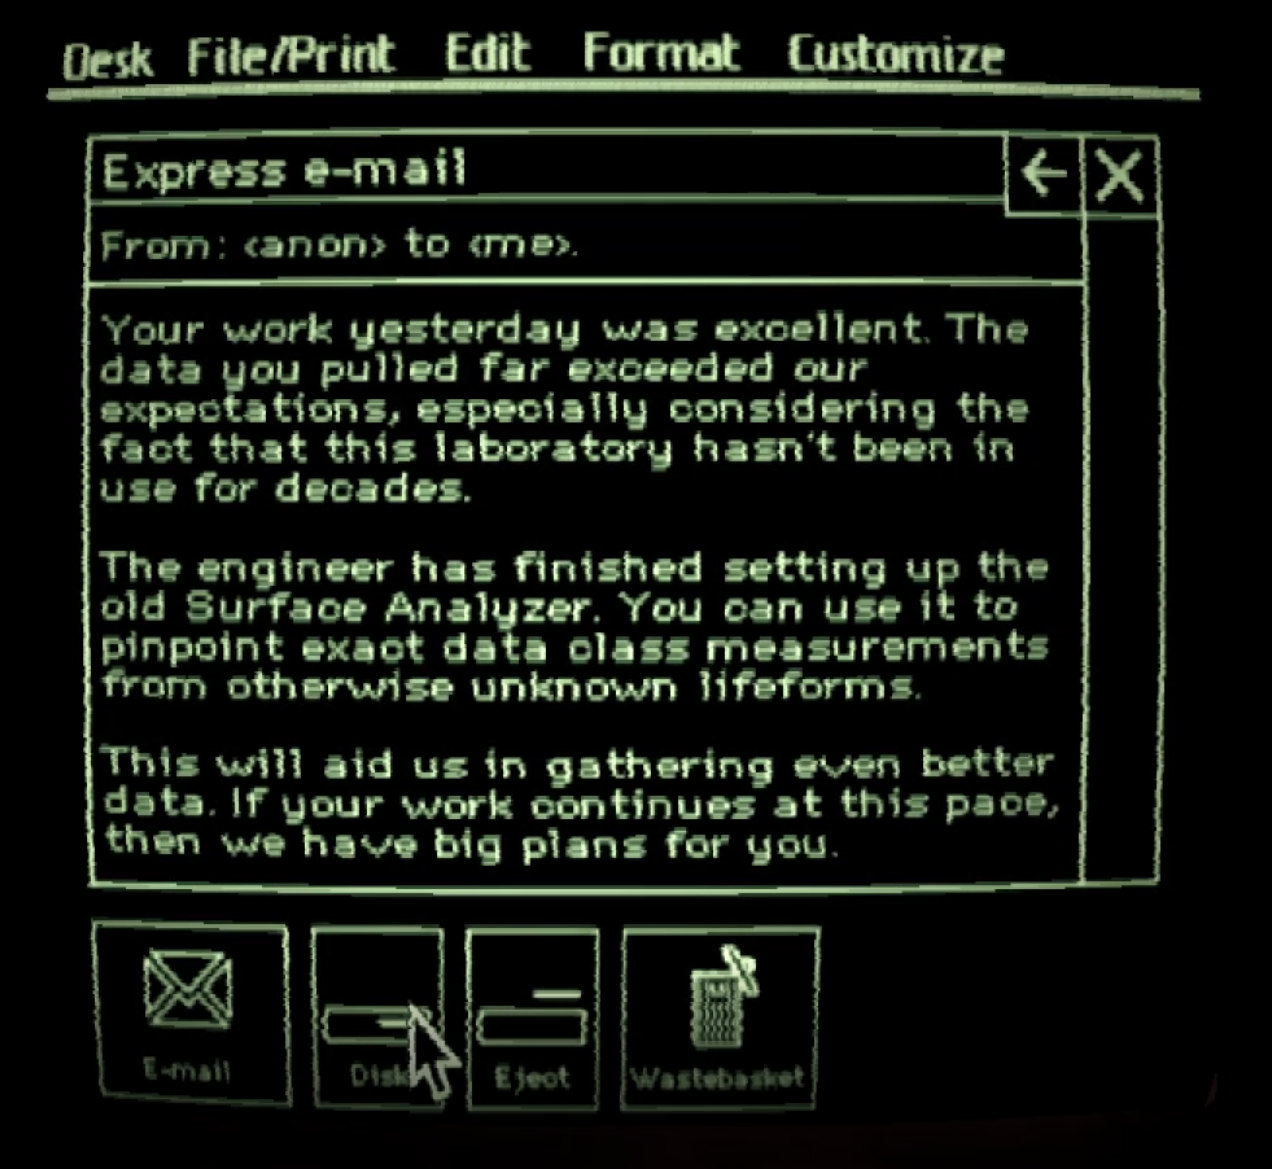 Desk File/Print Edit Format Customize
Express e-mail
From: <anon> to <me>.
Your work yesterday was excellent. The
data you pulled far exceeded our
expectations, especially considering the
fact that this laboratory hasn't been in
use for decades.
The engineer has finished setting up the
old Surface Analyzer. You can use it to
pinpoint exact data class measurements
from otherwise unknown lifeforms.
This will aid us in gathering even better
data. If your work continues at this pace,
then we have big plans for you.
E-mail Disk Eject Wastebasket